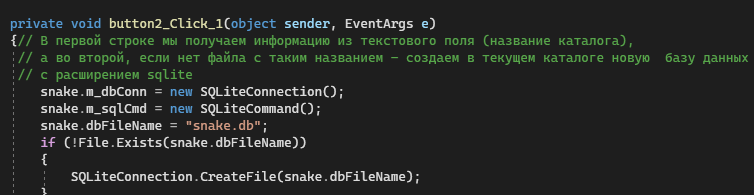 private void button2_Click_1(object sender, EventArgs e)
{// В первой строке мы получаем информацию из текстового поля (название каталога),
// а во второй, если нет файла с таким названием – создаем в текущем каталоге новую  базу данных
// с расширением sqlite
snake.m_dbConn = new SQLiteConnection();
snake.m_sqlCmd = new SQLiteCommand();
snake.dbFileName = "snake.db";
if (!File.Exists(snake.dbFileName))
{
SQLiteConnection.CreateFile(snake.dbFileName);
}